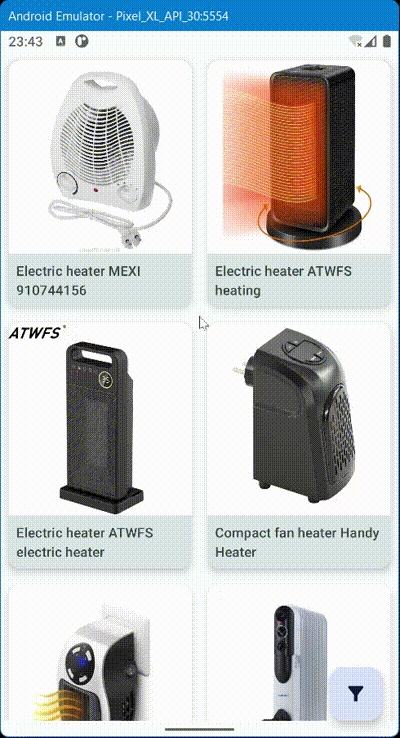 Android Emulator - Pixel_XL_API_30:5554
23:43
Electric heater MEXI
910744156
Electric heater ATWFS
heating
ATWFS
Electric heater ATWFS
electric heater
Compact fan heater Handy
Heater